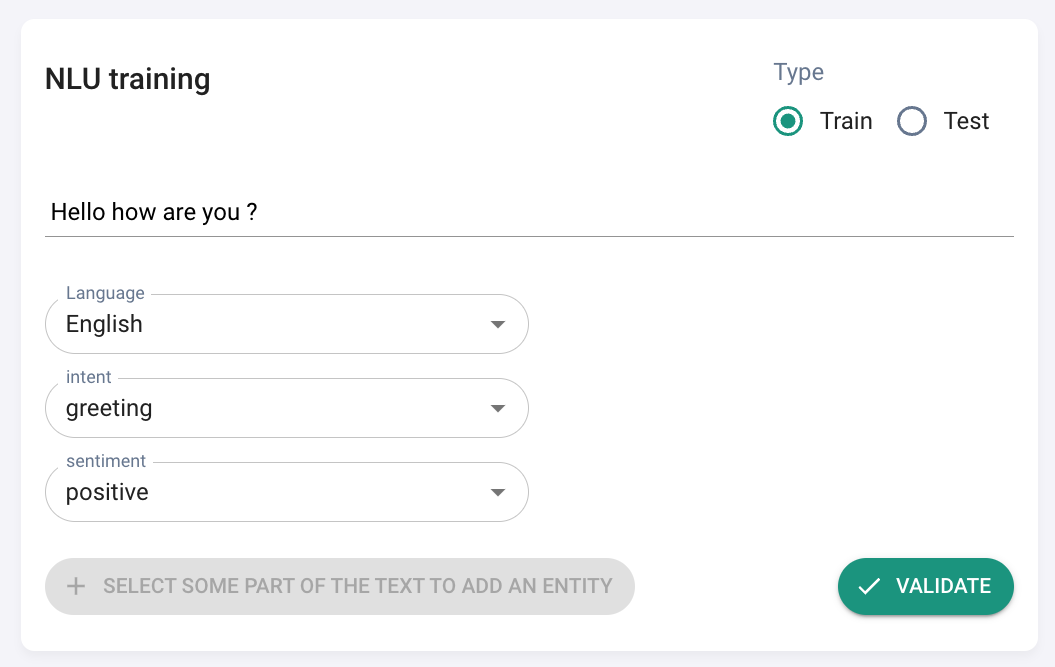 NLU training
Type
Train
Test
Hello how are you ?
Language
English
intent
greeting
sentiment
positive
SELECT SOME PART OF THE TEXT TO ADD AN ENTITY
VALIDATE